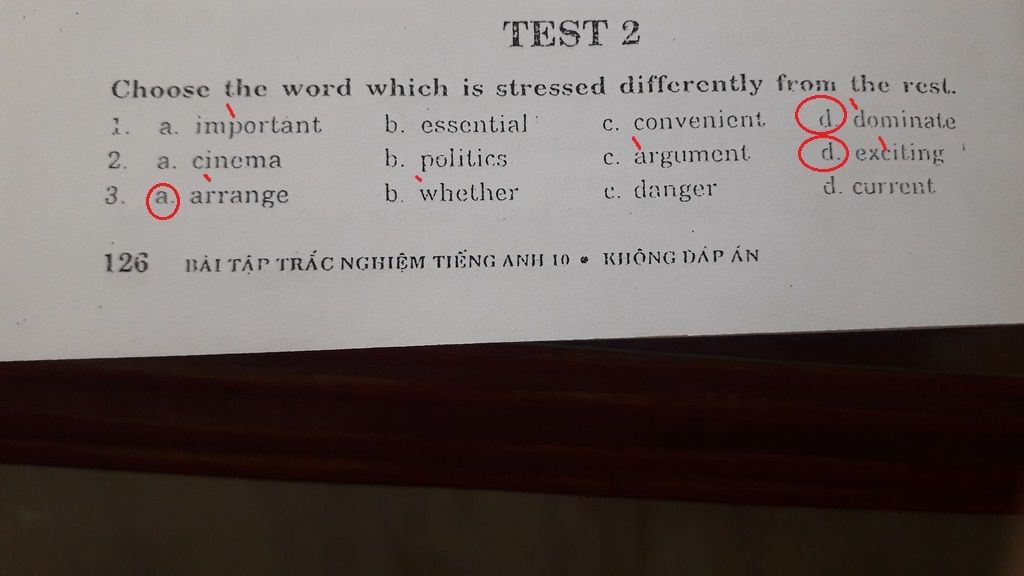 TEST 2
Choose the word which is stressed differently from the rest.
1. a. important b. essential c. convenient d. dominate
2. a. cinema b. politics c. argument d. exciting
3. a. arrange b. whether c. danger d. current
126 BÀI TẬP TRẮC NGHIỆM TIẾNG ANH 10 • KHÔNG ĐÁP ÁN